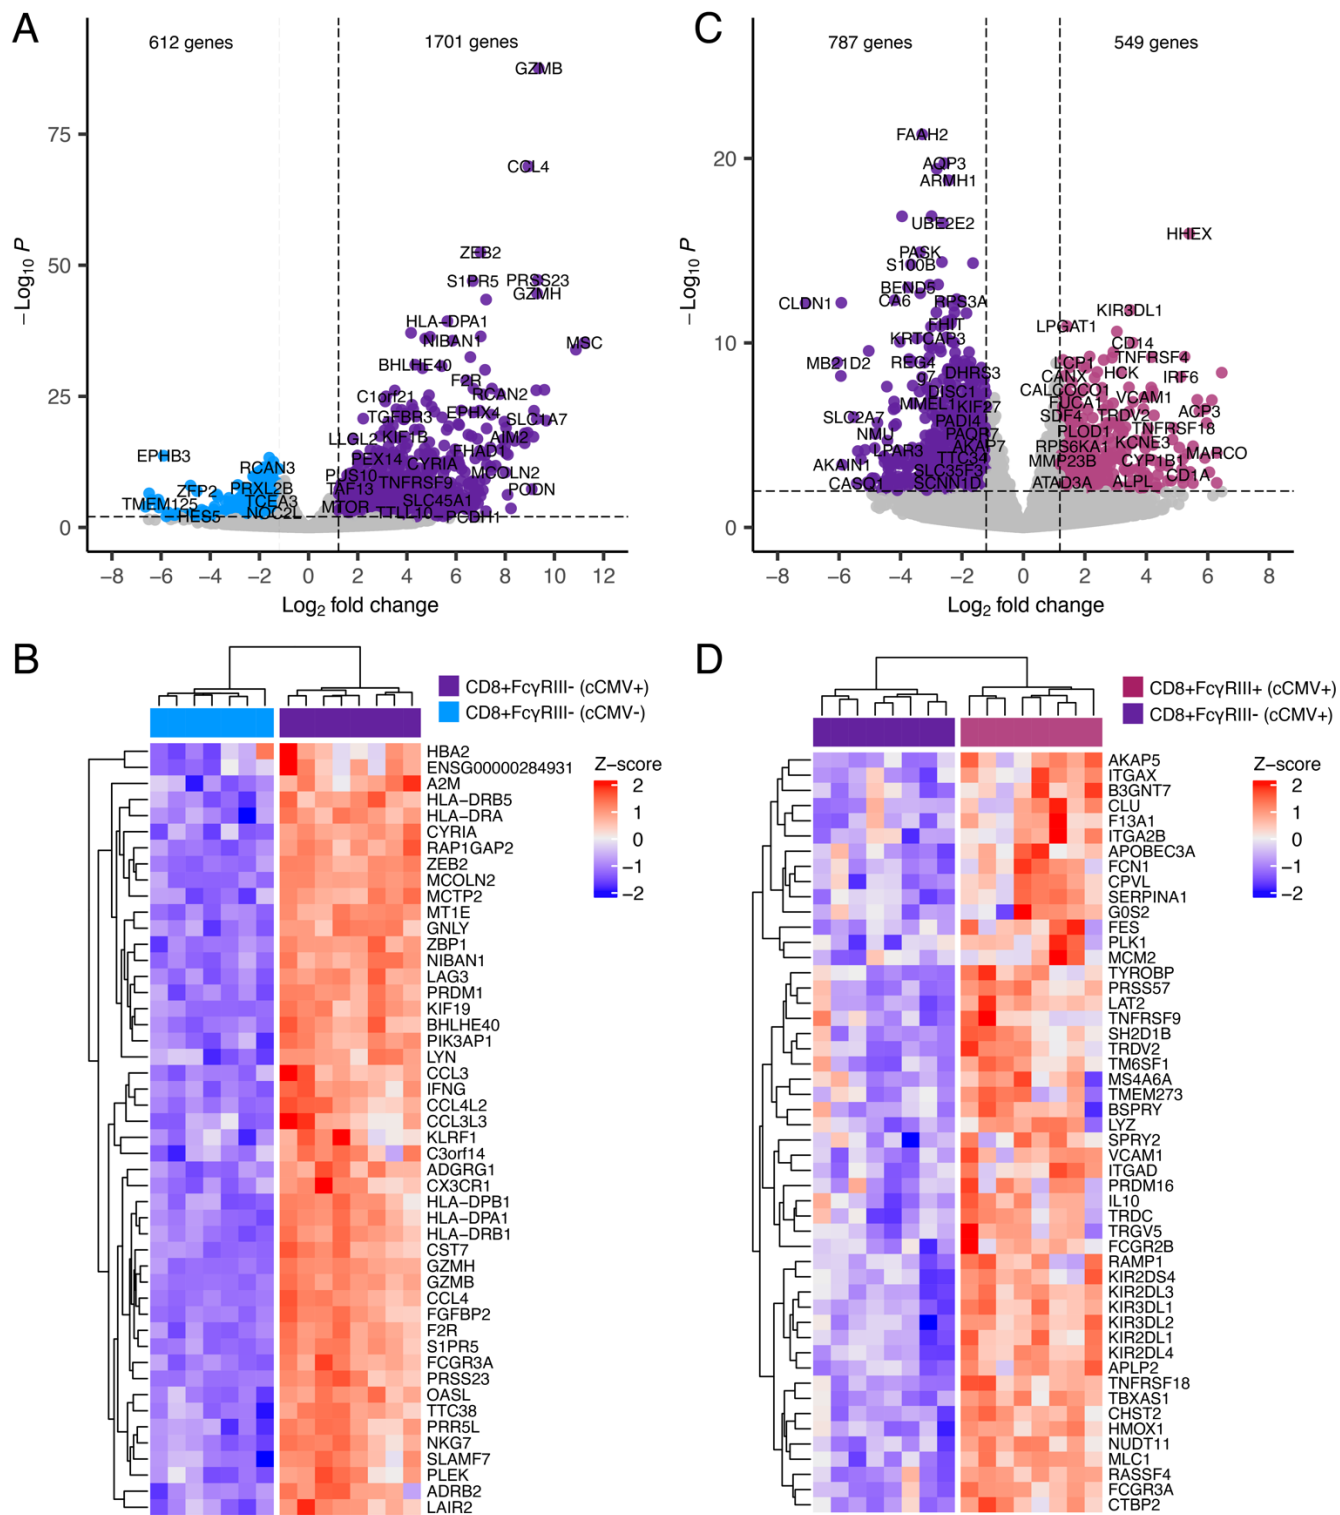 A
612 genes
1701 genes
GZMB
75
CCL4
ZEB2
50
S1PR5
PRSS23
GZMH
HLA−DPA1
NIBAN1
MSC
BHLHE40
F2R
25
C1orf21
RCAN2
TGFBR3
EPHX4
SLC1A7
LLGL2
KIF1B
AIM2
EPHB3
RCAN3
PEX14
CYRIA
FHAD1
PUS10
MCOLN2
ZFP2
PRXL2B
TAF13
TNFRSF9
PODN
TMEM125
TCEA3
MTOR
SLC45A1
HES5
NOC2L
TTLL10
PCDH1
0
−Log10 P
−8 −6 −4 −2 0 2 4 6 8 10 12
Log2 fold change
C
787 genes
549 genes
FAAH2
20
AQP3
ARMH1
UBE2E2
HHEX
PASK
S100B
BEND5
CLDN1
CA6
RPS3A
KIR3DL1
FHIT
LPGAT1
10
KRTCAP3
CD14
MB21D2
REG4
LCP1
TNFRSF4
g7
DHRS3
CANX
HCK
IRF6
DISC1
CALCOCO1
MMEL1
KIF27
FUCA1
VCAM1
ACP3
SLC2A7
PADI4
SDF4
TRDV2
NMU
PAQR7
PLOD1
TNFRSF18
LPAR3
AKAP7
RPS6KA1
KCNE3
TTC34
MMP23B
CYP1B1
MARCO
AKAIN1
SLC35F3
CASQ1
SCNN1D
ATAD3A
ALPL
CD1A
0
−Log10 P
−8 −6 −4 −2 0 2 4 6 8
Log2 fold change
B
CD8+FcγRIII- (cCMV+)
CD8+FcγRIII- (cCMV-)
Z−score
2
1
0
−1
−2
HBA2
ENSG00000284931
A2M
HLA−DRB5
HLA−DRA
CYRIA
RAP1GAP2
ZEB2
MCOLN2
MCTP2
MT1E
GNLY
ZBP1
NIBAN1
LAG3
PRDM1
KIF19
BHLHE40
PIK3AP1
LYN
CCL3
IFNG
CCL4L2
CCL3L3
KLRF1
C3orf14
ADGRG1
CX3CR1
HLA−DPB1
HLA−DPA1
HLA−DRB1
CST7
GZMH
GZMB
CCL4
FGFBP2
F2R
S1PR5
FCGR3A
PRSS23
OASL
TTC38
PRR5L
NKG7
SLAMF7
PLEK
ADRB2
LAIR2
D
CD8+FcγRIII+ (cCMV+)
CD8+FcγRIII- (cCMV+)
Z−score
2
1
0
−1
−2
AKAP5
ITGAX
B3GNT7
CLU
F13A1
ITGA2B
APOBEC3A
FCN1
CPVL
SERPINA1
G0S2
FES
PLK1
MCM2
TYROBP
PRSS57
LAT2
TNFRSF9
SH2D1B
TRDV2
TM6SF1
MS4A6A
TMEM273
BSPRY
LYZ
SPRY2
VCAM1
ITGAD
PRDM16
IL10
TRDC
TRGV5
FCGR2B
RAMP1
KIR2DS4
KIR2DL3
KIR3DL1
KIR3DL2
KIR2DL1
KIR2DL4
APLP2
TNFRSF18
TBXAS1
CHST2
HMOX1
NUDT11
MLC1
RASSF4
FCGR3A
CTBP2